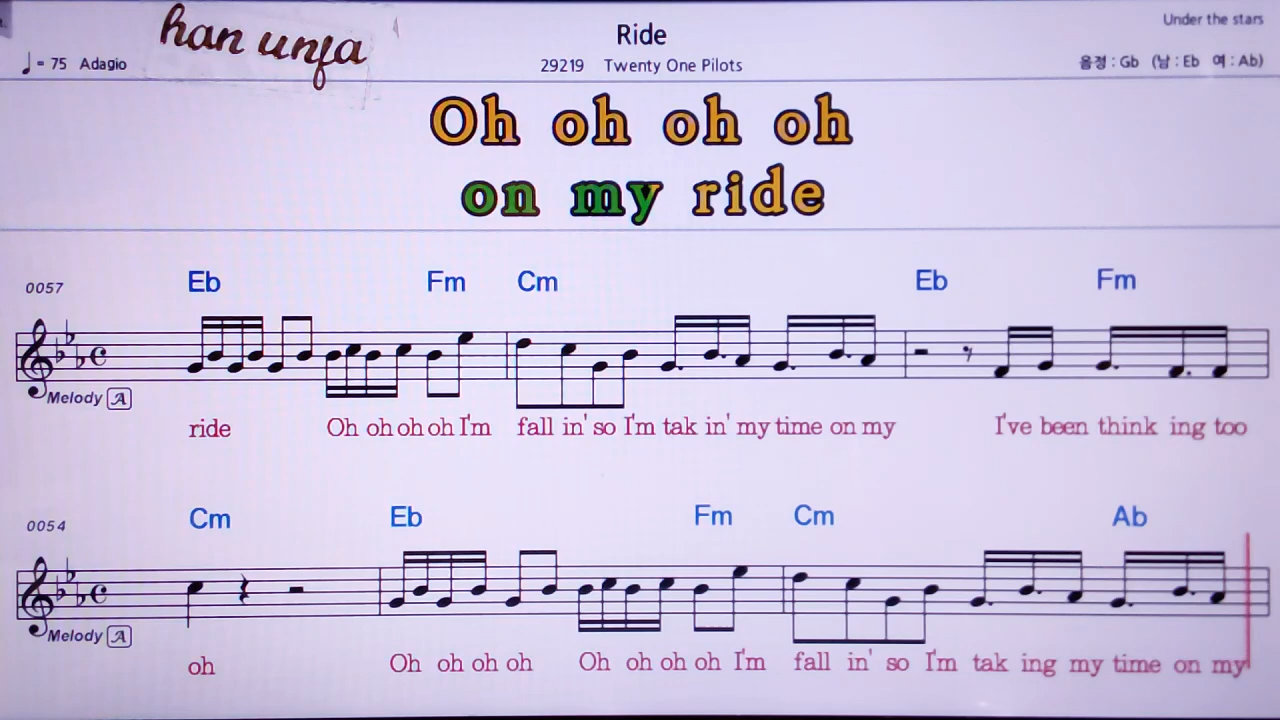 han unfa
Ride
Under the stars
♩= 75 Adagio
29219 Twenty One Pilots
음정 : Gb (남 : Eb 여 : Ab)
Oh oh oh oh
on my ride
0057
Eb Fm Cm Eb Fm
Melody A
ride Oh oh oh oh I'm fall in' so I'm tak in' my time on my I've been think ing too
0054
Cm Eb Fm Cm Ab
Melody A
oh Oh oh oh oh Oh oh oh oh I'm fall in' so I'm tak ing my time on my